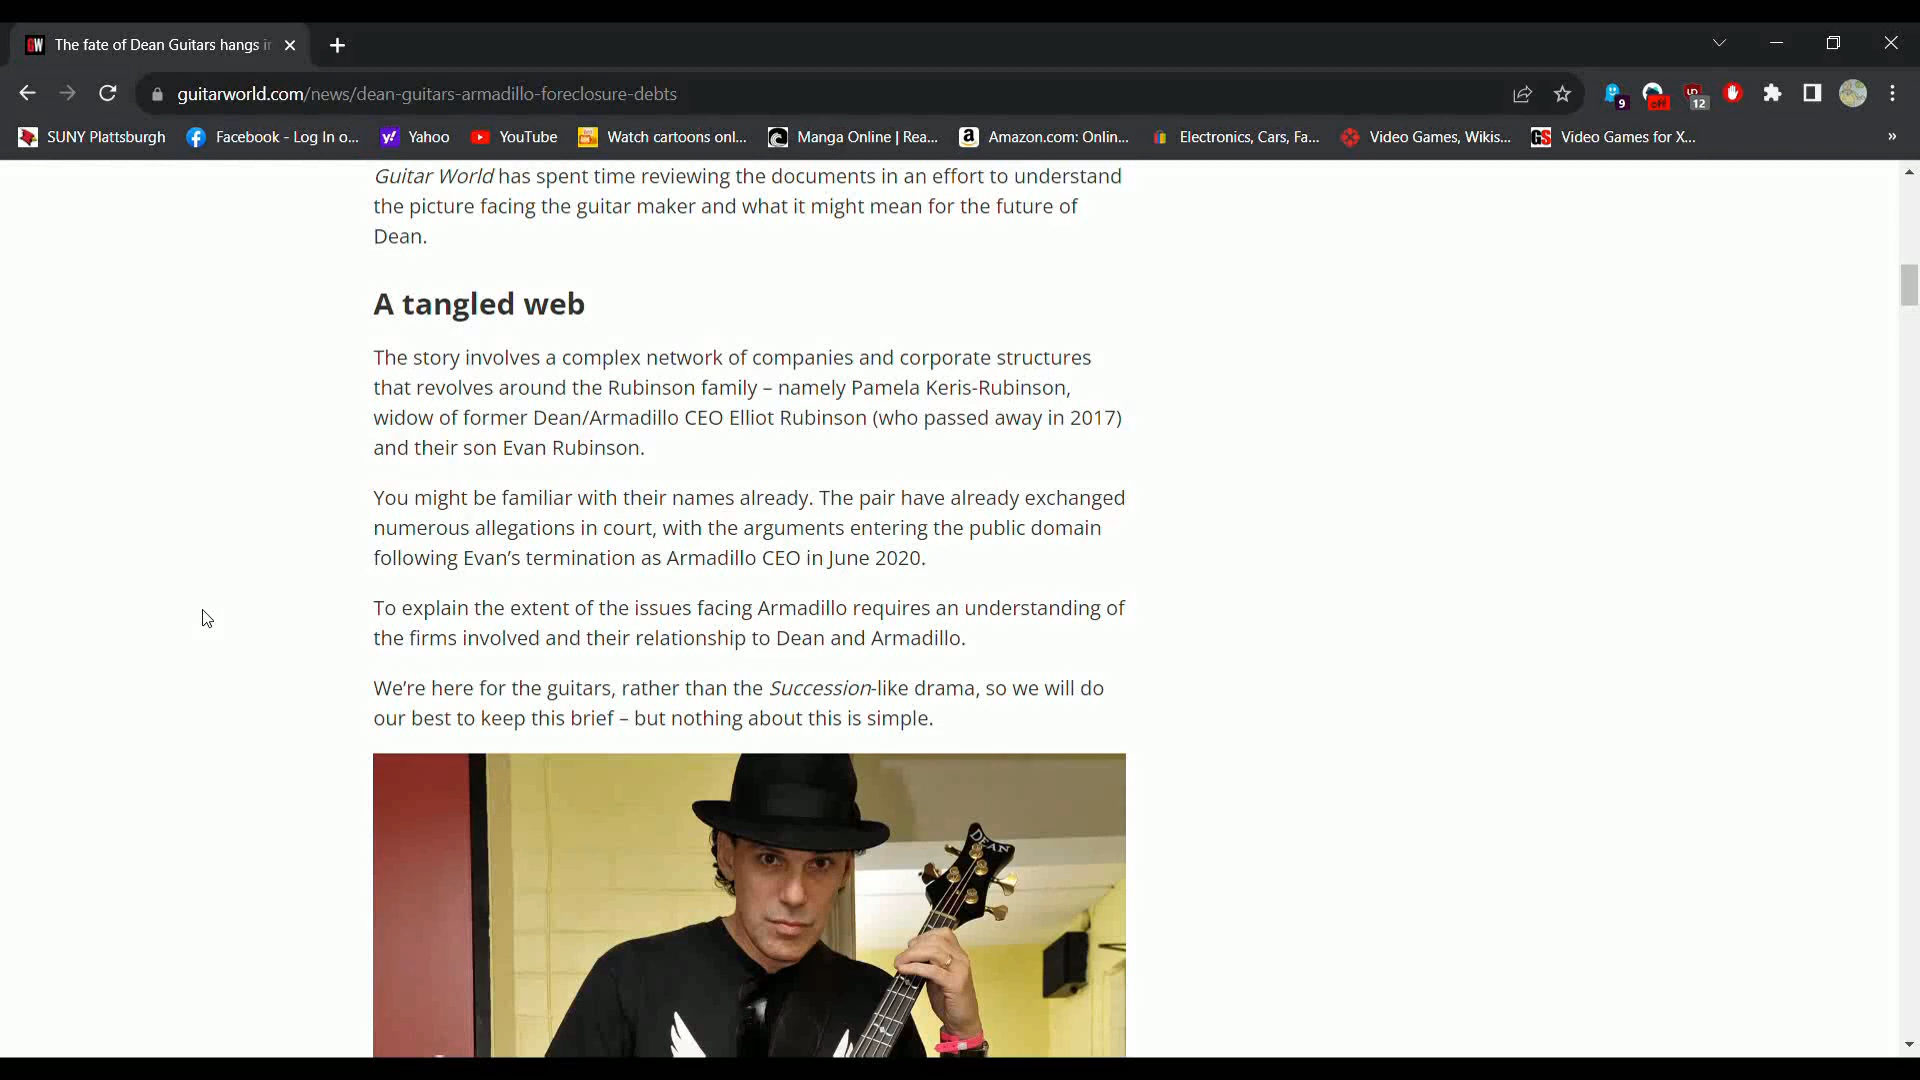 GW
The fate of Dean Guitars hangs in
guitarworld.com/news/dean-guitars-armadillo-foreclosure-debts
9
off
12
SUNY Plattsburgh
Facebook - Log In o...
Yahoo
YouTube
Watch cartoons onl...
Manga Online | Rea...
Amazon.com: Onlin...
Electronics, Cars, Fa...
Video Games, Wikis...
GS
Video Games for X...
»
Guitar World has spent time reviewing the documents in an effort to understand
the picture facing the guitar maker and what it might mean for the future of
Dean.
A tangled web
The story involves a complex network of companies and corporate structures
that revolves around the Rubinson family – namely Pamela Keris-Rubinson,
widow of former Dean/Armadillo CEO Elliot Rubinson (who passed away in 2017)
and their son Evan Rubinson.
You might be familiar with their names already. The pair have already exchanged
numerous allegations in court, with the arguments entering the public domain
following Evan’s termination as Armadillo CEO in June 2020.
To explain the extent of the issues facing Armadillo requires an understanding of
the firms involved and their relationship to Dean and Armadillo.
We’re here for the guitars, rather than the Succession-like drama, so we will do
our best to keep this brief – but nothing about this is simple.
DEAN